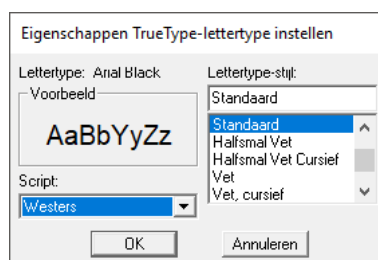 Eigenschappen TrueType-lettertype instellen
Lettertype: Arial Black
Lettertype-stijl:
Voorbeeld
AaBbYyZz
Standaard
Standaard
Halfsmal Vet
Halfsmal Vet Cursief
Vet
Vet, cursief
Script:
Westers
OK
Annuleren